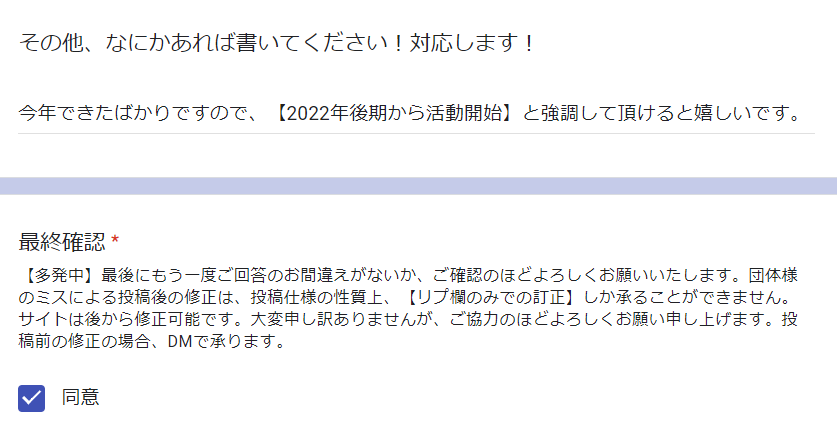 その他、なにかあれば書いてください！対応します！
今年できたばかりですので、【2022年後期から活動開始】と強調して頂けると嬉しいです。
最終確認 *
【多発中】最後にもう一度ご回答のお間違えがないか、ご確認のほどよろしくお願いいたします。団体様
のミスによる投稿後の修正は、投稿仕様の性質上、【リプ欄のみでの訂正】しか承ることができません。
サイトは後から修正可能です。大変申し訳ありませんが、ご協力のほどよろしくお願い申し上げます。投
稿前の修正の場合、DMで承ります。
同意